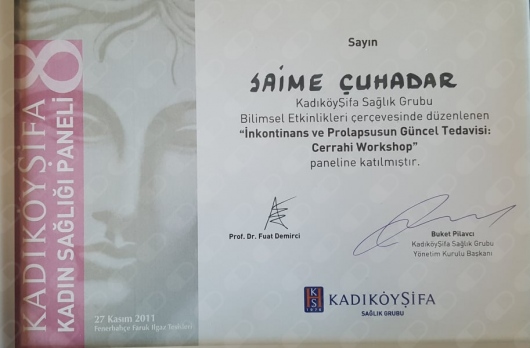 KADIKÖYŞİFA
KADIN SAĞLIĞI PANELİ
8
27 Kasım 2011
Fenerbahçe Faruk Ilgaz Tesisleri
Sayın
SAİME ÇUHADAR
KadıköyŞifa Sağlık Grubu
Bilimsel Etkinlikleri çerçevesinde düzenlenen
“İnkontinans ve Prolapsusun Güncel Tedavisi:
Cerrahi Workshop”
paneline katılmıştır.
Prof. Dr. Fuat Demirci
Buket Pilavcı
KadıköyŞifa Sağlık Grubu
Yönetim Kurulu Başkanı
KADIKÖYŞİFA
SAĞLIK GRUBU